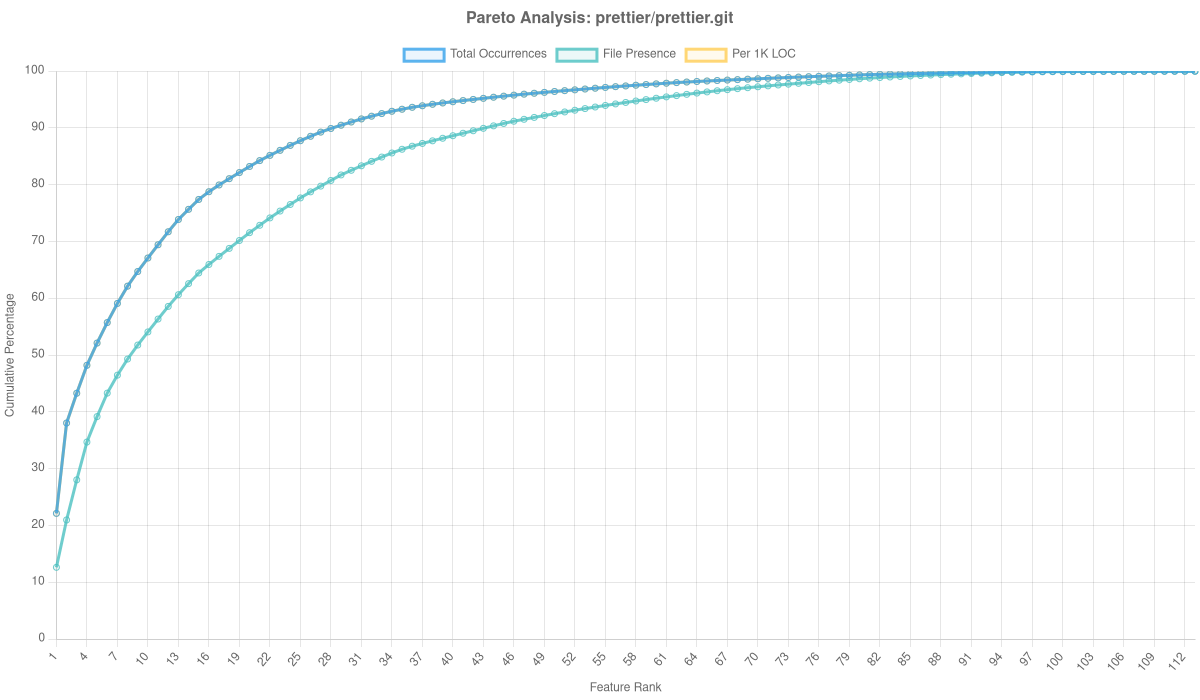 Pareto Analysis: prettier/prettier.git
Total Occurrences File Presence Per 1K LOC
100
90
80
70
60
50
40
30
20
10
0
Cumulative Percentage
1 4 7 10 13 16 19 22 25 28 31 34 37 40 43 46 49 52 55 58 61 64 67 70 73 76 79 82 85 88 91 94 97 100 103 106 109 112
Feature Rank